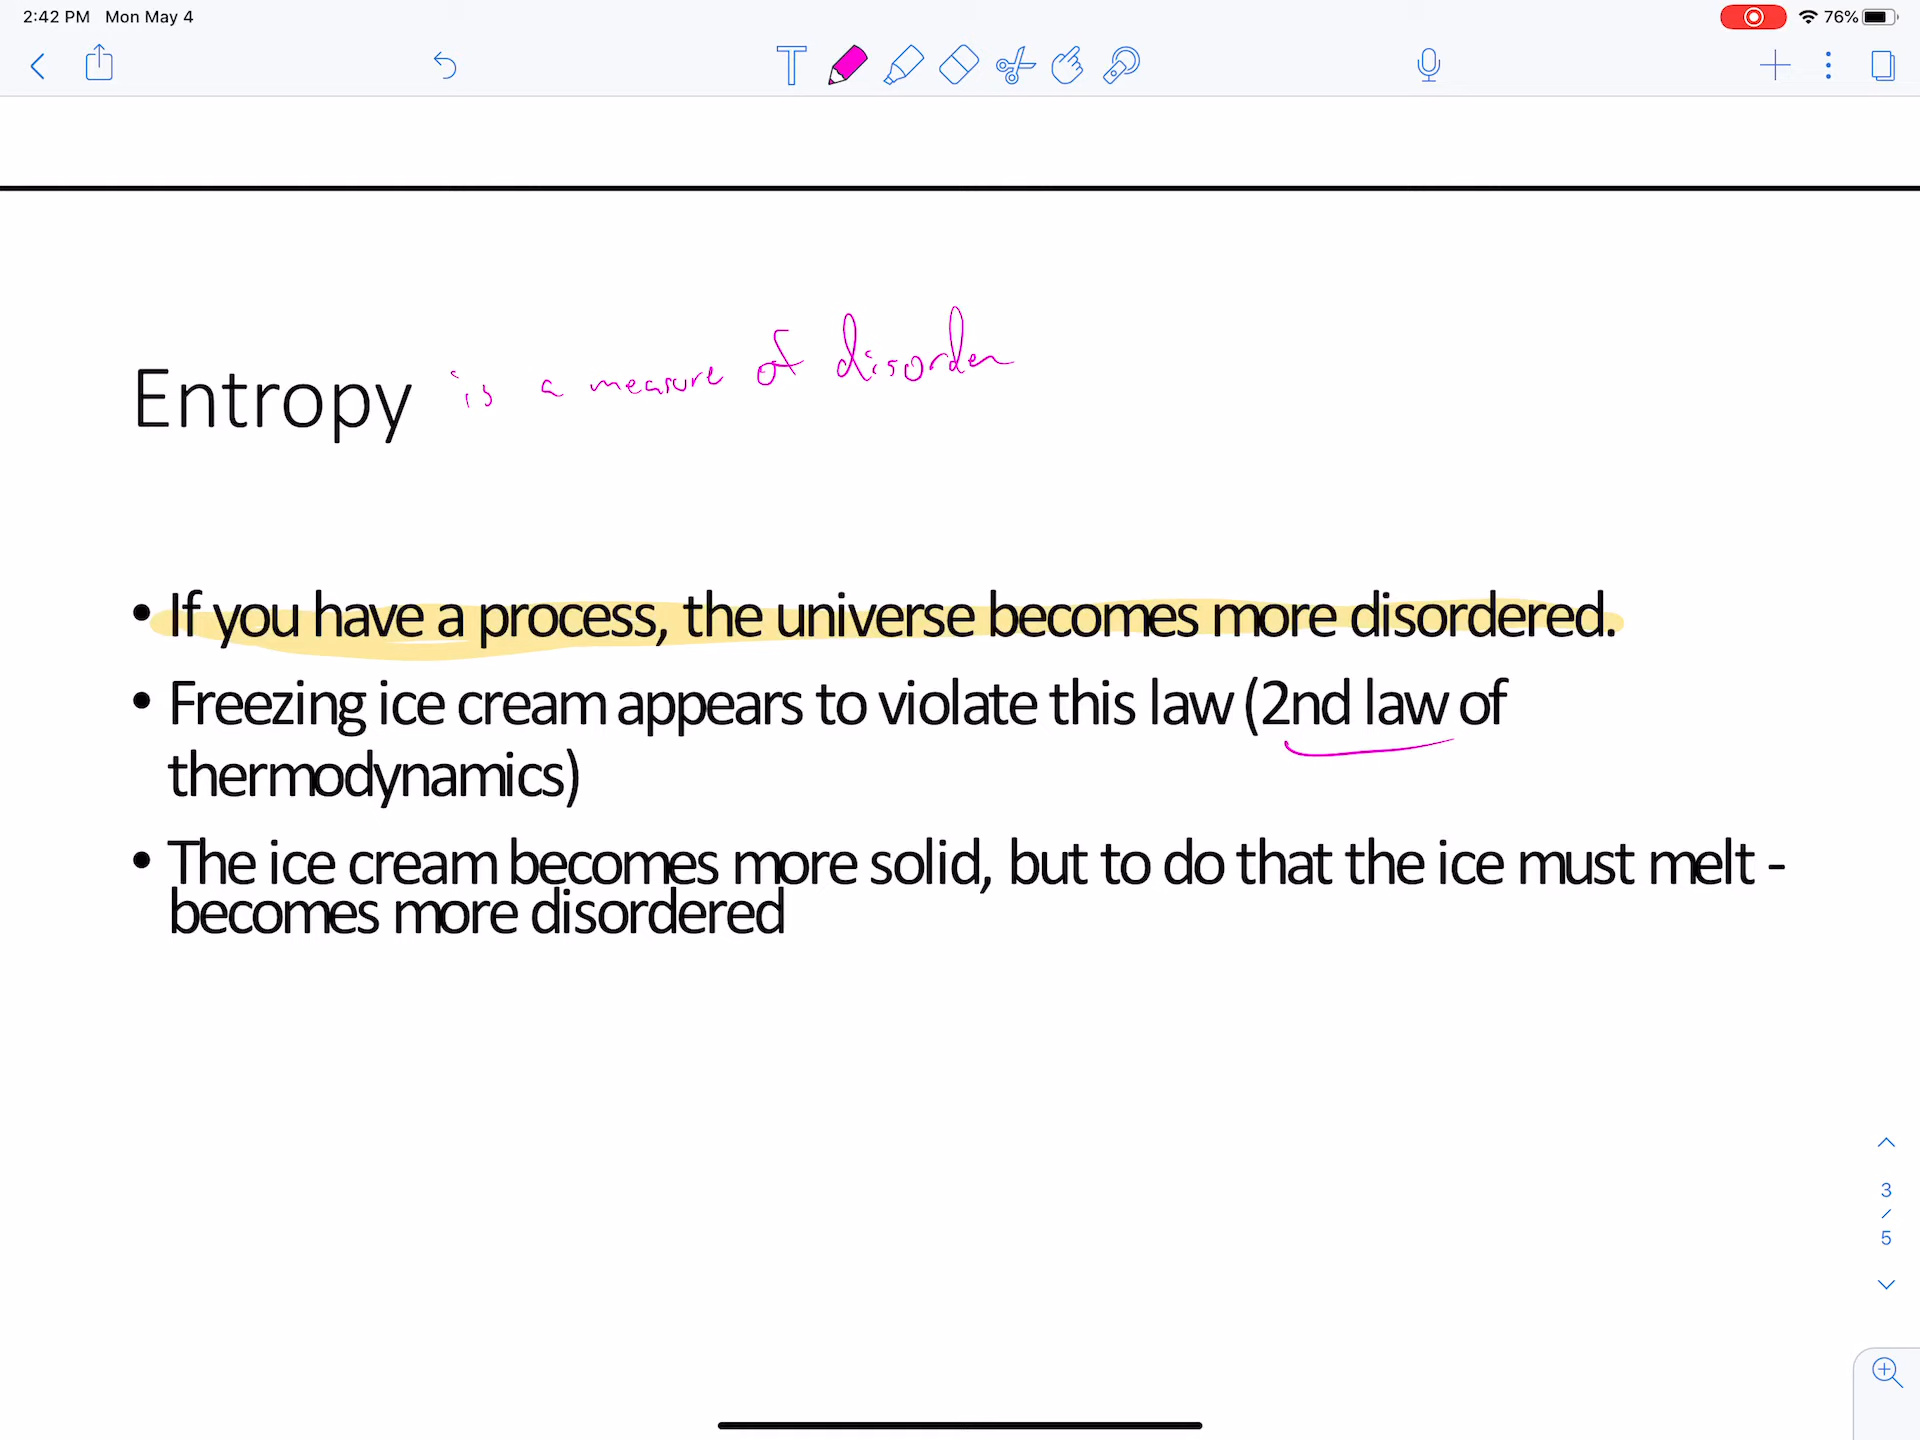 2:42 PM Mon May 4
76%
T
is a measure of disorder
Entropy
• If you have a process, the universe becomes more disordered.
• Freezing ice cream appears to violate this law (2nd law of
thermodynamics)
• The ice cream becomes more solid, but to do that the ice must melt -
becomes more disordered
3
/
5